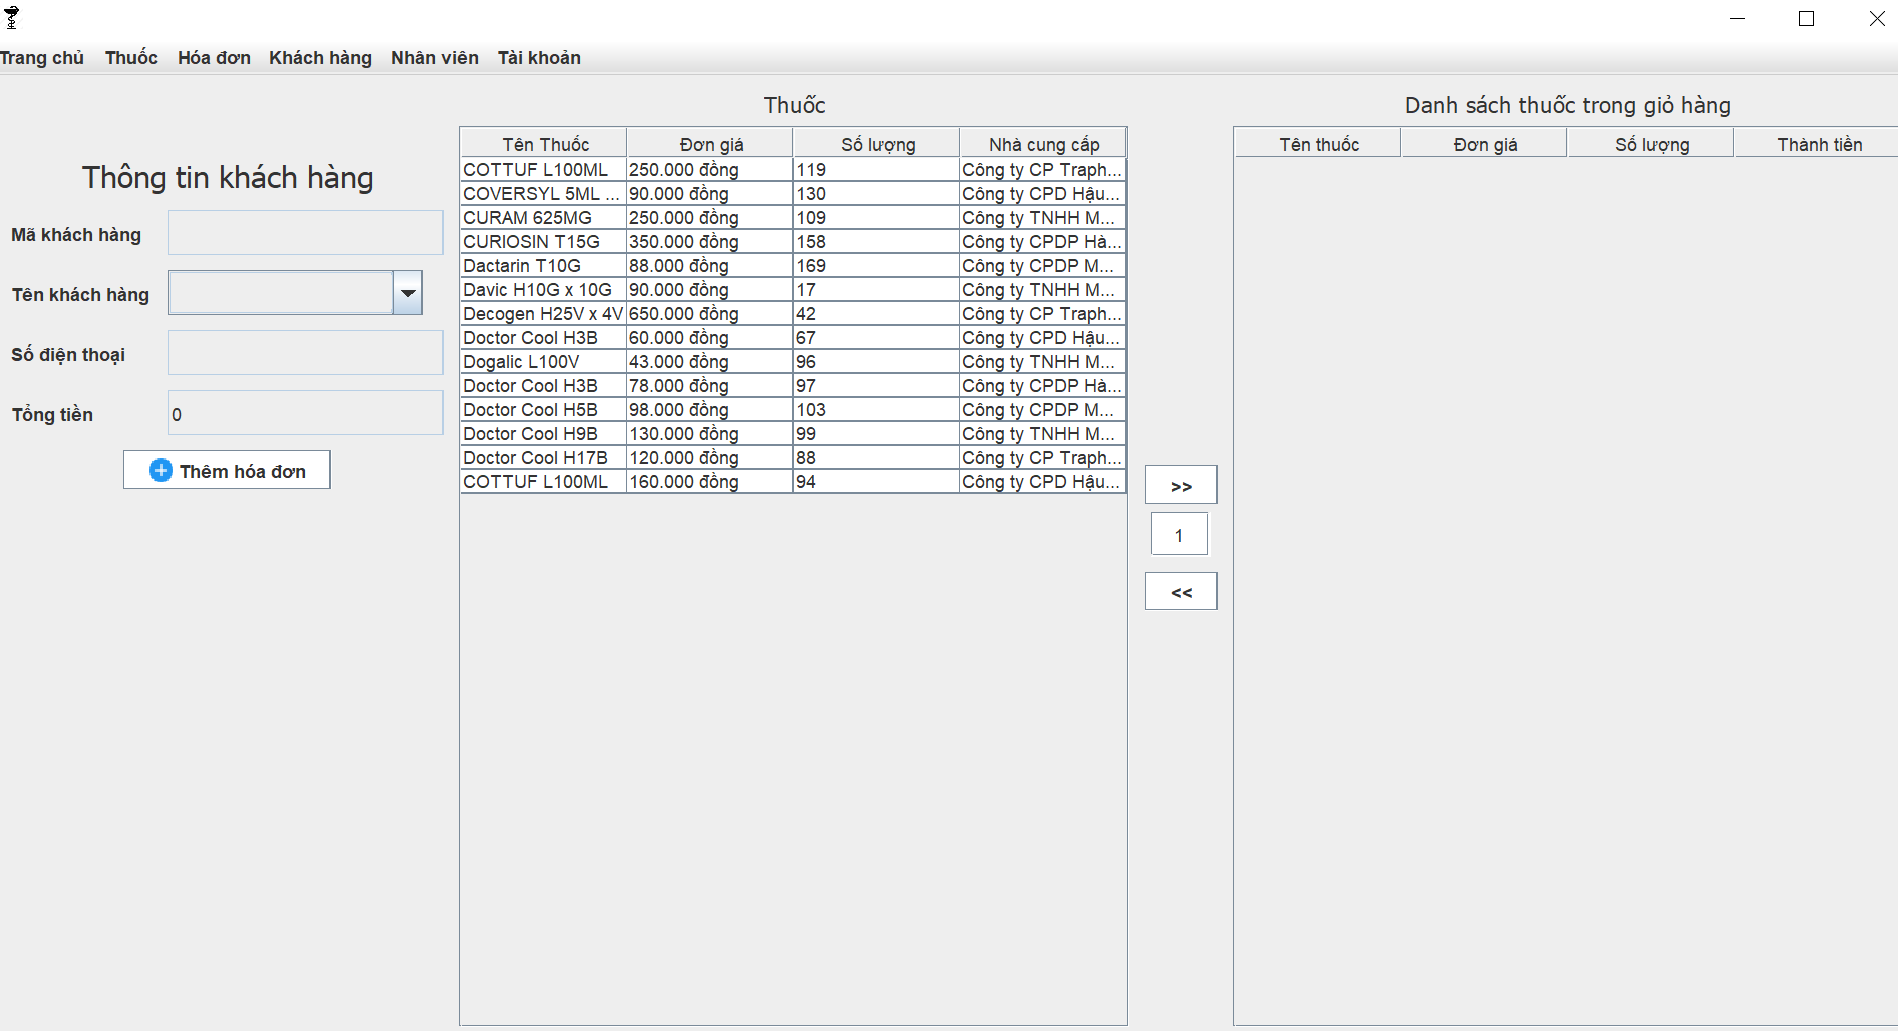 Trang chủ Thuốc Hóa đơn Khách hàng Nhân viên Tài khoản
Thông tin khách hàng
Mã khách hàng
Tên khách hàng
Số điện thoại
Tổng tiền 0
Thêm hóa đơn
Thuốc
Tên Thuốc Đơn giá Số lượng Nhà cung cấp
COTTUF L100ML 250.000 đồng 119 Công ty CP Traph...
COVERSYL 5ML ... 90.000 đồng 130 Công ty CPD Hậu...
CURAM 625MG 250.000 đồng 109 Công ty TNHH M...
CURIOSIN T15G 350.000 đồng 158 Công ty CPDP Hà...
Dactarin T10G 88.000 đồng 169 Công ty CPDP M...
Davic H10G x 10G 90.000 đồng 17 Công ty TNHH M...
Decogen H25V x 4V 650.000 đồng 42 Công ty CP Traph...
Doctor Cool H3B 60.000 đồng 67 Công ty CPD Hậu...
Dogalic L100V 43.000 đồng 96 Công ty TNHH M...
Doctor Cool H3B 78.000 đồng 97 Công ty CPDP Hà...
Doctor Cool H5B 98.000 đồng 103 Công ty CPDP M...
Doctor Cool H9B 130.000 đồng 99 Công ty TNHH M...
Doctor Cool H17B 120.000 đồng 88 Công ty CP Traph...
COTTUF L100ML 160.000 đồng 94 Công ty CPD Hậu...
>>
1
<<
Danh sách thuốc trong giỏ hàng
Tên thuốc Đơn giá Số lượng Thành tiền